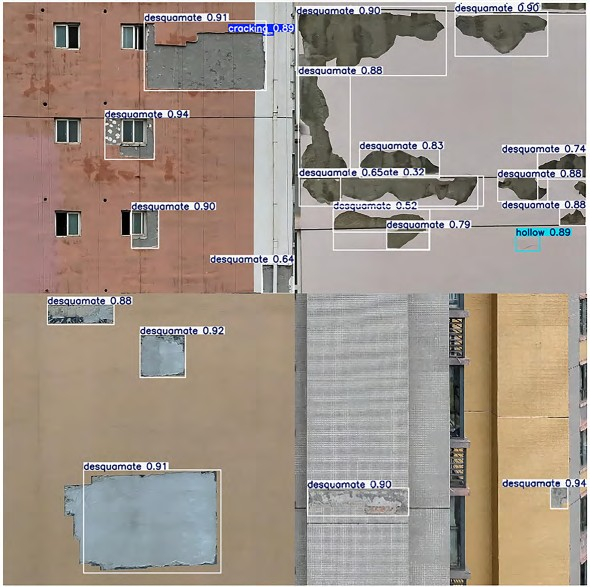 desquamate 0.91
cracking 0.89
desquamate 0.94
desquamate 0.90
desquamate 0.64
desquamate 0.90
desquamate 0.90
desquamate 0.88
desquamate 0.83
desquamate 0.74
desquamate 0.65ate 0.32
desquamate 0.88
desquamate 0.52
desquamate 0.88
desquamate 0.79
hollow 0.89
desquamate 0.88
desquamate 0.92
desquamate 0.91
desquamate 0.90
desquamate 0.94